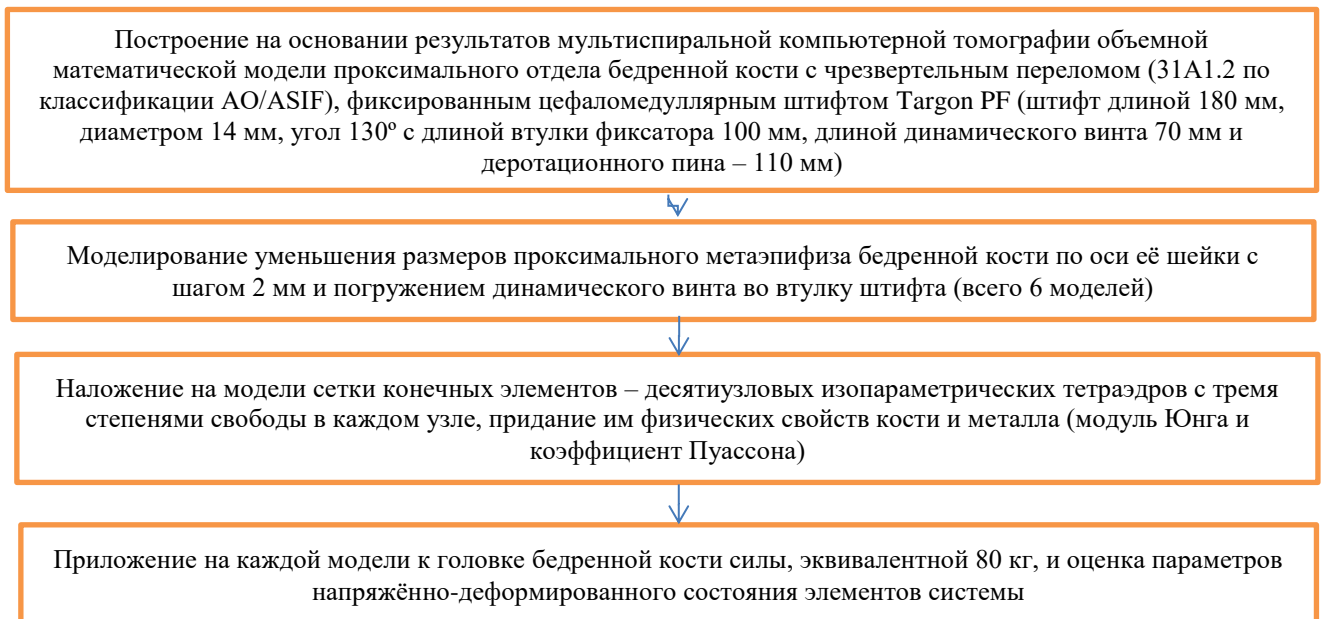 Построение на основании результатов мультиспиральной компьютерной томографии объемной
математической модели проксимального отдела бедренной кости с чрезвертельным переломом (31А1.2 по
классификации AO/ASIF), фиксированным цефаломедуллярным штифтом Targon PF (штифт длиной 180 мм,
диаметром 14 мм, угол 130º с длиной втулки фиксатора 100 мм, длиной динамического винта 70 мм и
деротационного пина – 110 мм)
Моделирование уменьшения размеров проксимального метаэпифиза бедренной кости по оси её шейки с
шагом 2 мм и погружением динамического винта во втулку штифта (всего 6 моделей)
Наложение на модели сетки конечных элементов – десятиузловых изопараметрических тетраэдров с тремя
степенями свободы в каждом узле, придание им физических свойств кости и металла (модуль Юнга и
коэффициент Пуассона)
Приложение на каждой модели к головке бедренной кости силы, эквивалентной 80 кг, и оценка параметров
напряжённо-деформированного состояния элементов системы